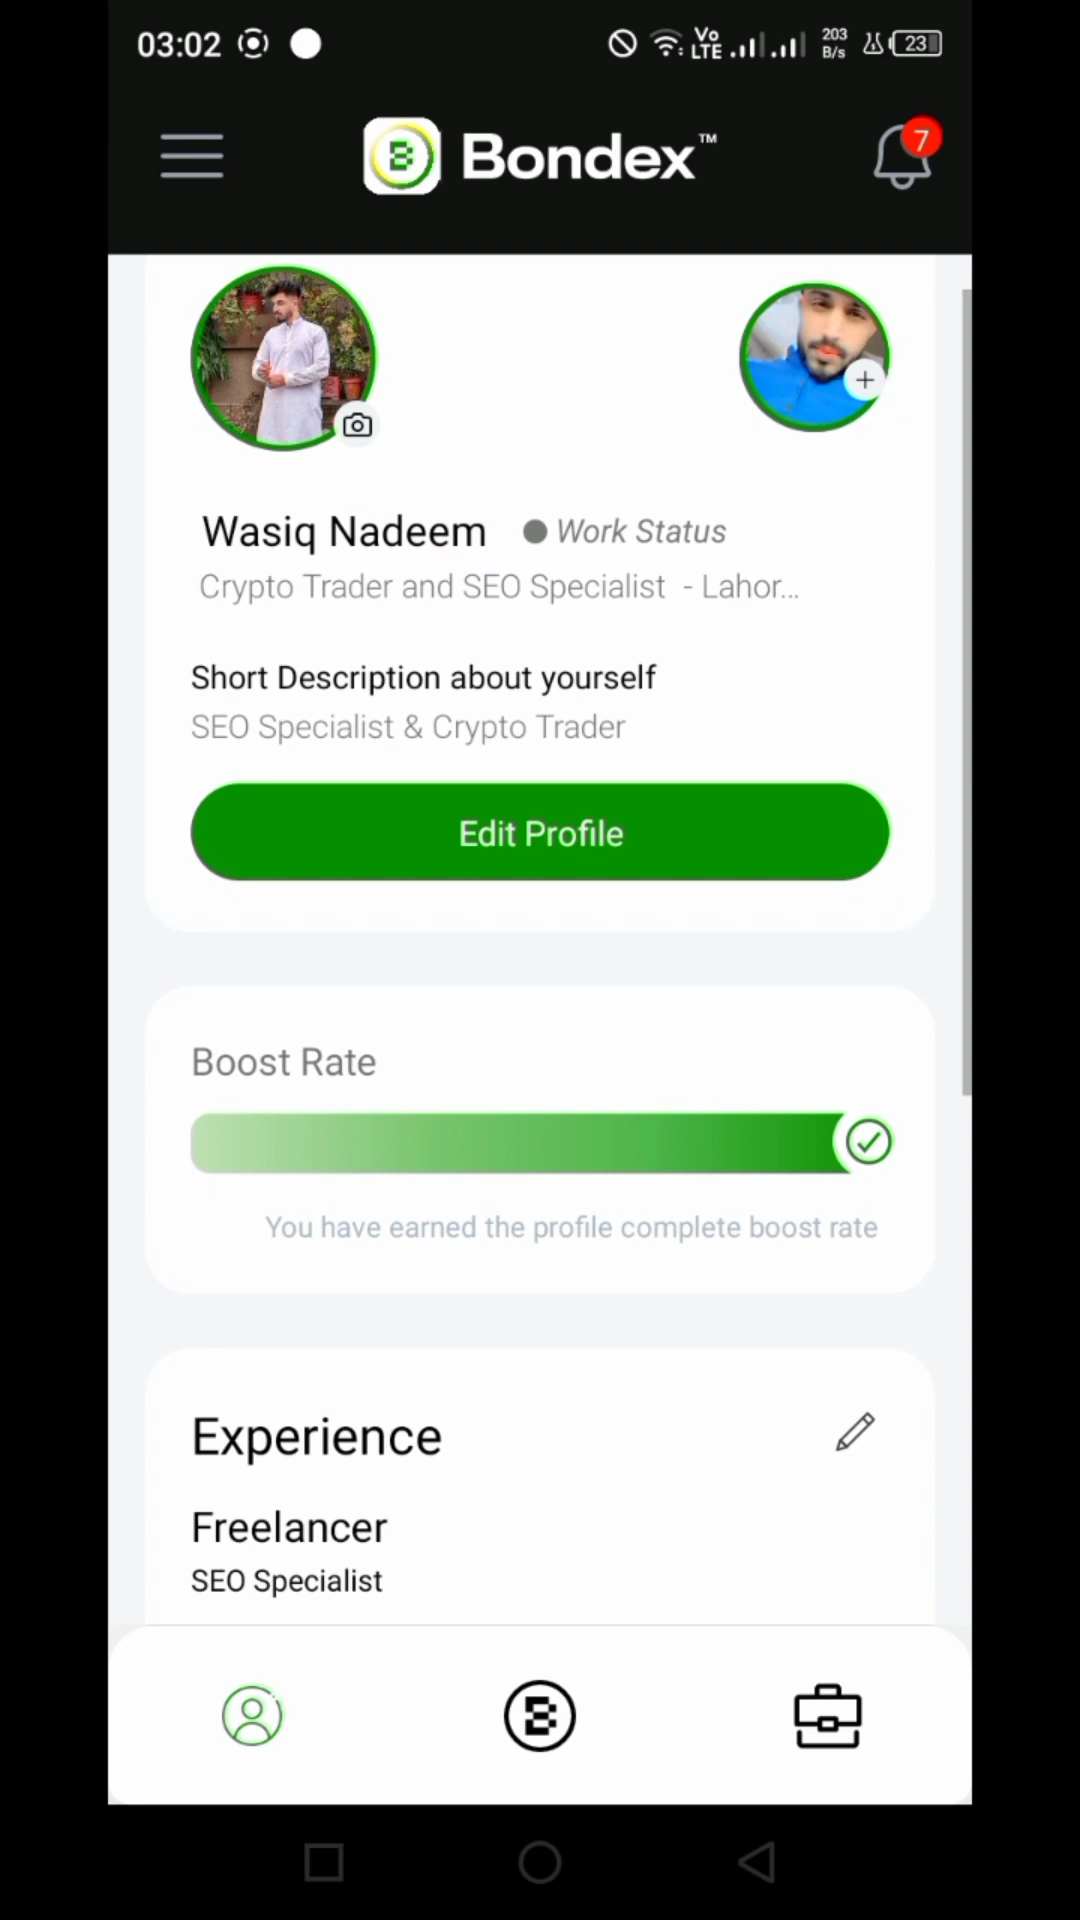 03:02
Vo
LTE
203
B/s
23
Bondex™
7
Wasiq Nadeem
Work Status
Crypto Trader and SEO Specialist - Lahor...
Short Description about yourself
SEO Specialist & Crypto Trader
Edit Profile
Boost Rate
You have earned the profile complete boost rate
Experience
Freelancer
SEO Specialist